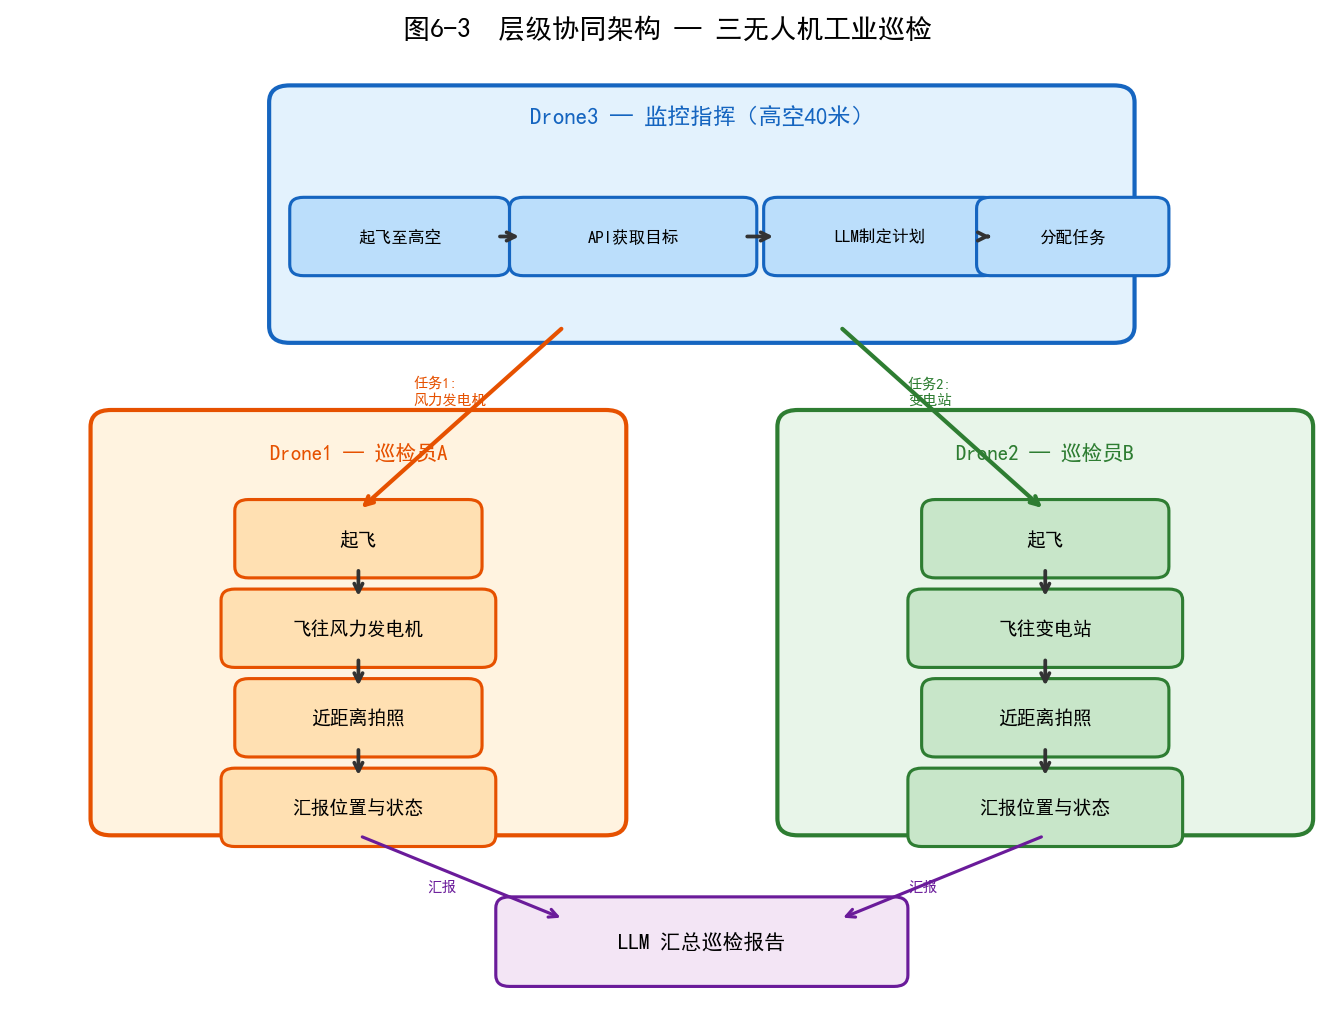 图6-3 层级协同架构 — 三无人机工业巡检
Drone3 — 监控指挥（高空40米）
起飞至高空
API获取目标
LLM制定计划
分配任务
任务1:
风力发电机
任务2:
变电站
Drone1 — 巡检员A
起飞
飞往风力发电机
近距离拍照
汇报位置与状态
Drone2 — 巡检员B
起飞
飞往变电站
近距离拍照
汇报位置与状态
汇报
汇报
LLM 汇总巡检报告